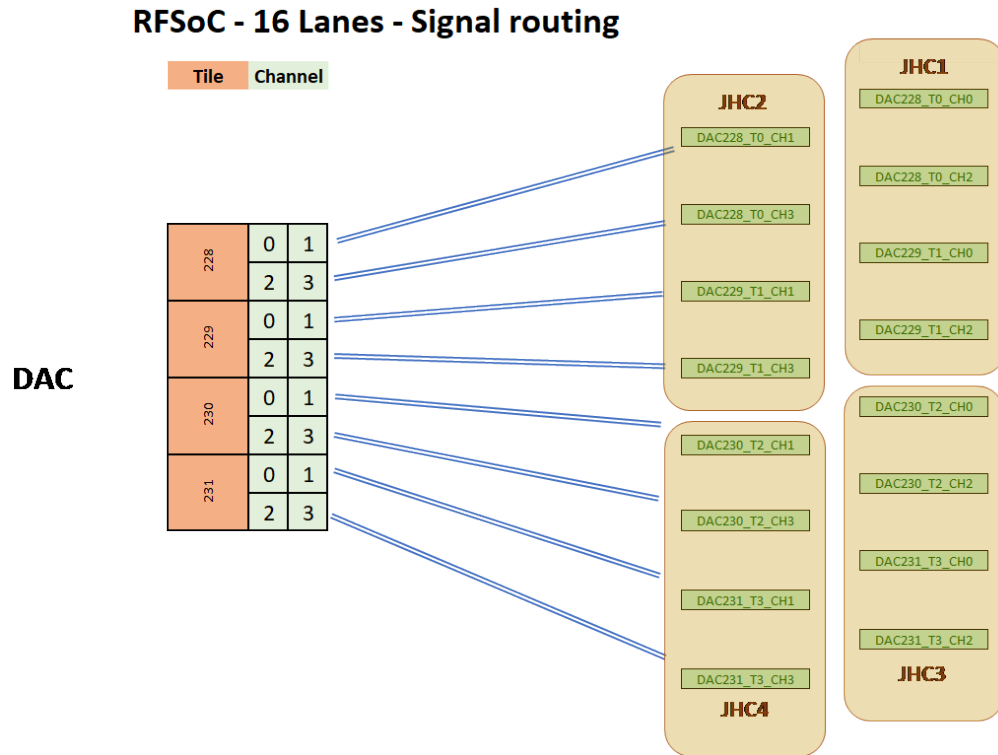 RFSoC - 16 Lanes - Signal routing
Tile Channel
JHC2
DAC228_T0_CH1
DAC228_T0_CH3
DAC229_T1_CH1
DAC229_T1_CH3
JHC1
DAC228_T0_CH0
DAC228_T0_CH2
DAC229_T1_CH0
DAC229_T1_CH2
DAC
228
0 1
2 3
229
0 1
2 3
230
0 1
2 3
231
0 1
2 3
DAC230_T2_CH1
DAC230_T2_CH3
DAC231_T3_CH1
DAC231_T3_CH3
JHC4
DAC230_T2_CH0
DAC230_T2_CH2
DAC231_T3_CH0
DAC231_T3_CH2
JHC3